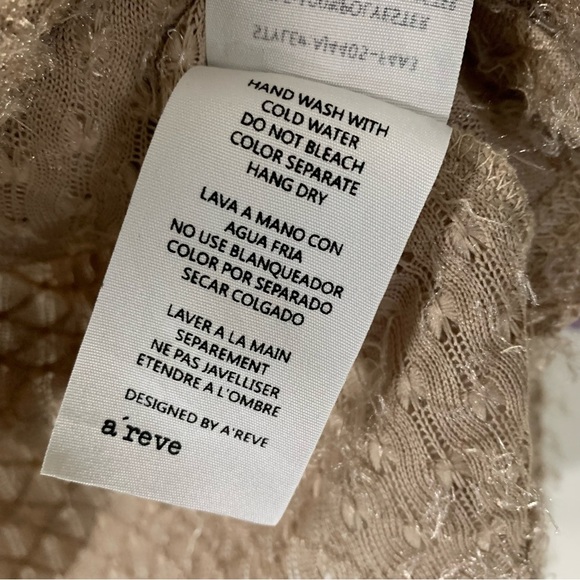 HAND WASH WITH
COLD WATER
DO NOT BLEACH
COLOR SEPARATE
HANG DRY
LAVA A MANO CON
AGUA FRIA
NO USE BLANQUEADOR
COLOR POR SEPARADO
SECAR COLGADO
LAVER A LA MAIN
SEPAREMENT
NE PAS JAVELLISER
ETENDRE A L'OMBRE
DESIGNED BY A'REVE
a'reve